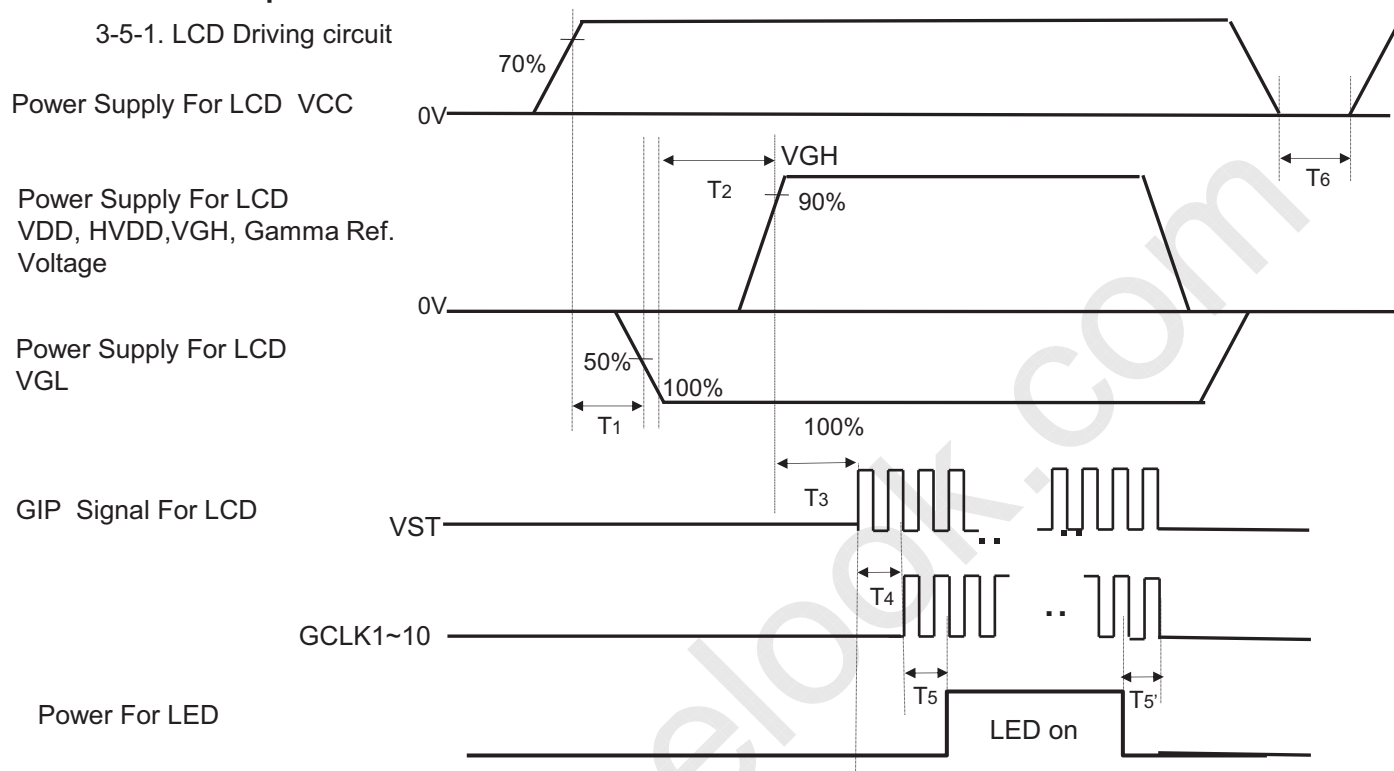 3-5-1. LCD Driving circuit
70%
Power Supply For LCD VCC
0V
T6
VGH
T2
90%
Power Supply For LCD
VDD, HVDD,VGH, Gamma Ref.
Voltage
0V
Power Supply For LCD
VGL
50%
100%
T1
100%
T3
GIP Signal For LCD
VST
T4
GCLK1~10
T5
T5'
Power For LED
LED on
elook.com